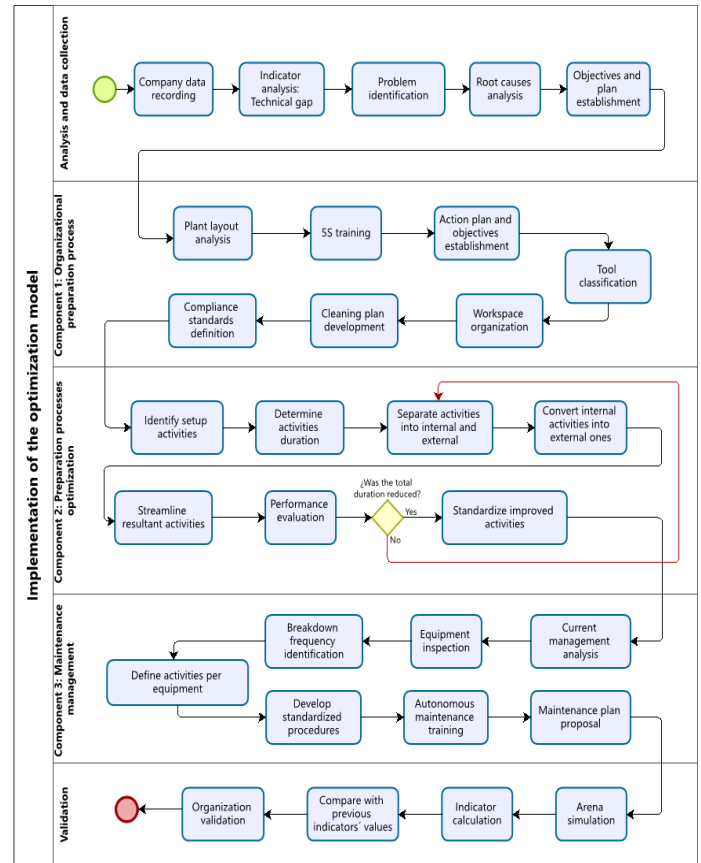 Implementation of the optimization model
Analysis and data collection
Company data
recording
Indicator
analysis:
Technical gap
Problem
identification
Root causes
analysis
Objectives and
plan
establishment
Component 1: Organizational
preparation process
Plant layout
analysis
5S training
Action plan and
objectives
establishment
Tool
classification
Workspace
organization
Cleaning plan
development
Compliance
standards
definition
Component 2: Preparation processes
optimization
Identify setup
activities
Determine
activities
duration
Separate activities
into internal and
external
Convert internal
activities into
external ones
Streamline
resultant activities
Performance
evaluation
¿Was the total
duration reduced?
Yes
No
Standardize improved
activities
Component 3: Maintenance
management
Current
management
analysis
Equipment
inspection
Breakdown
frequency
identification
Define activities per
equipment
Develop
standardized
procedures
Autonomous
maintenance
training
Maintenance plan
proposal
Validation
Arena
simulation
Indicator
calculation
Compare with
previous
indicators´ values
Organization
validation